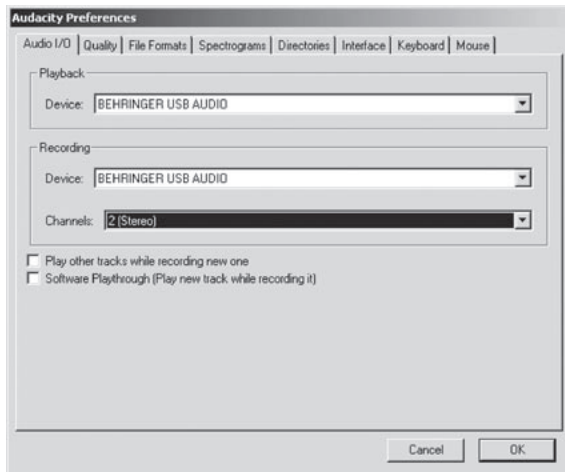 Audacity Preferences
Audio I/O Quality File Formats Spectrograms Directories Interface Keyboard Mouse
Playback
Device: BEHRINGER USB AUDIO
Recording
Device: BEHRINGER USB AUDIO
Channels: 2 (Stereo)
Play other tracks while recording new one
Software Playthrough (Play new track while recording it)
Cancel OK